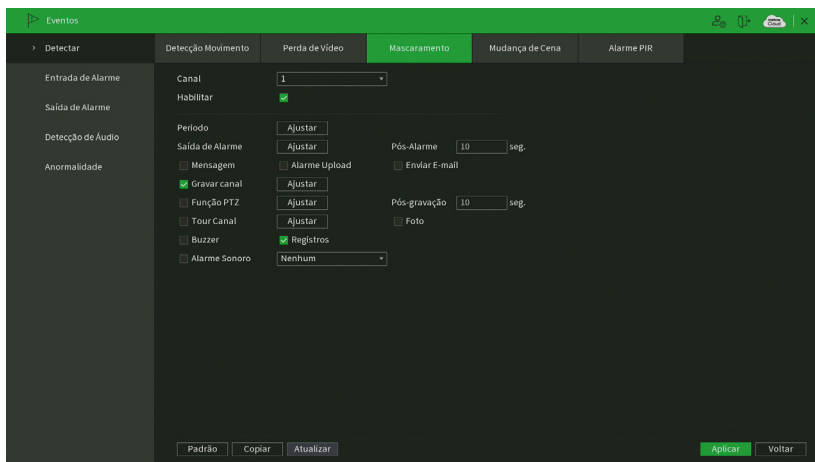 Eventos
Cloud
Detectar
Detecção Movimento Perda de Vídeo Mascaramento Mudança de Cena Alarme PIR
Entrada de Alarme
Saída de Alarme
Detecção de Áudio
Anormalidade
Canal 1
Habilitar
Período Ajustar
Saída de Alarme Ajustar Pós-Alarme 10 seg.
Mensagem Alarme Upload Enviar E-mail
Gravar canal Ajustar
Função PTZ Ajustar Pós-gravação 10 seg.
Tour Canal Ajustar Foto
Buzzer Registros
Alarme Sonoro Nenhum
Padrão Copiar Atualizar Aplicar Voltar